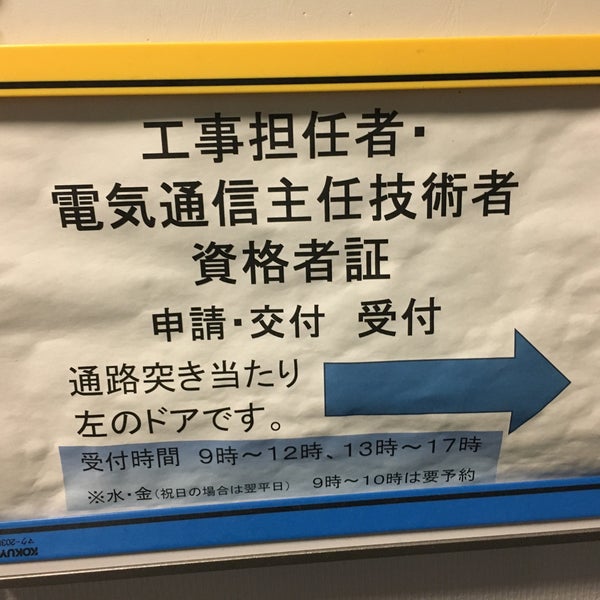 工事担任者・
電気通信主任技術者
資格者証
申請・交付 受付
通路突き当たり
左のドアです。
受付時間 9時～12時、13時～17時
※水・金(祝日の場合は翌平日) 9時～10時は要予約